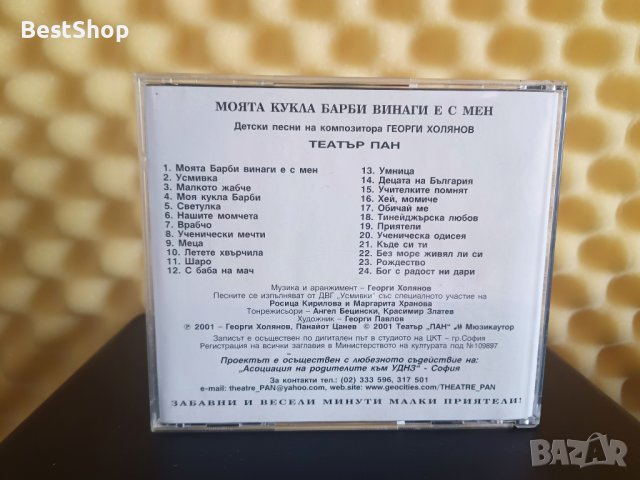 BestShop
МОЯТА КУКЛА БАРБИ ВИНАГИ Е С МЕН
Детски песни на композитора ГЕОРГИ ХОЛЯНОВ
ТЕАТЪР ПАН
1. Моята Барби винаги е с мен
2. Усмивка
3. Малкото жабче
4. Моя кукла Барби
5. Светулка
6. Нашите момчета
7. Врабчо
8. Ученически мечти
9. Меца
10. Летете хвърчила
11. Шаро
12. С баба на мач
13. Умница
14. Децата на България
15. Учителките помнят
16. Хей, момиче
17. Обичай ме
18. Тинейджърска любов
19. Приятели
20. Ученическа одисея
21. Къде си ти
22. Без море живял ли си
23. Рождество
24. Бог с радост ни дари
Музика и аранжимент - Георги Холянов
Песните се изпълняват от ДВГ „Усмивки" със специалното участие на
Росица Кирилова и Маргарита Хранова
Тонрежисьори - Ангел Бецински, Красимир Златев
Художник - Георги Павлов
℗ 2001 - Георги Холянов, Панайот Цанев © 2001 Театър „ПАН" Мюзикаутор
Записът е осъществен по дигитален път в студиото на ЦКТ - гр.София
Регистрация на всички заглавия в Министерството на културата под №109897
Проектът е осъществен с любезното съдействие на:
„Асоциация на родителите към УДНЗ" - София
За контакти тел.: (02) 333 596, 317 501
e-mail: theatre_PAN@yahoo.com, web.site: www.geocities.com/THEATRE_PAN
ЗАБАВНИ И ВЕСЕЛИ МИНУТИ МАЛКИ ПРИЯТЕЛИ!
BAZAR
bg